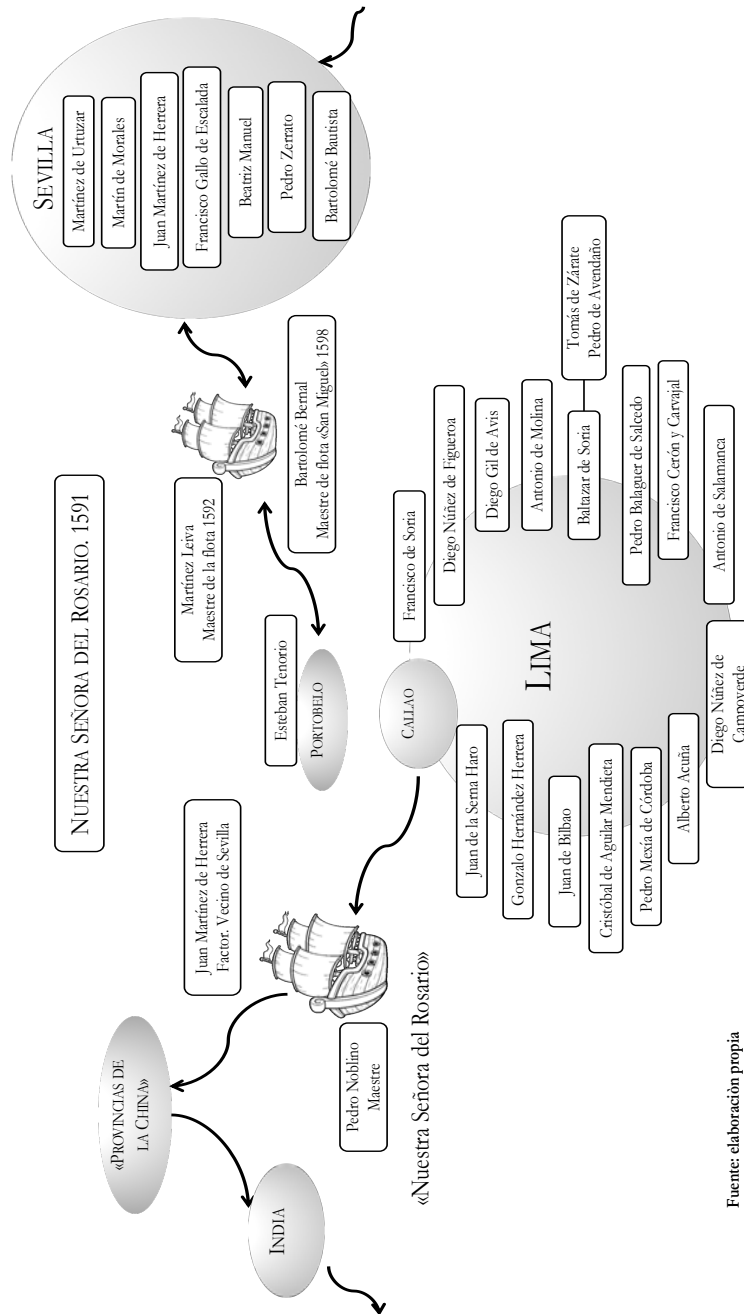 NUESTRA SEÑORA DEL ROSARIO. 1591
«PROVINCIAS DE
LA CHINA»
INDIA
Juan Martínez de Herrera
Factor. Vecino de Sevilla
Pedro Noblino
Maestre
«Nuestra Señora del Rosario»
Martínez Leiva
Maestre de la flota 1592
Esteban Tenorio
PORTOBELO
Bartolomé Bernal
Maestre de flota «San Miguel» 1598
SEVILLA
Martínez de Urtuzar
Martín de Morales
Juan Martínez de Herrera
Francisco Gallo de Escalada
Beatriz Manuel
Pedro Zerrato
Bartolomé Bautista
CALLAO
LIMA
Juan de la Serna Haro
Gonzalo Hernández Herrera
Juan de Bilbao
Cristóbal de Aguilar Mendieta
Pedro Mexía de Córdoba
Alberto Acuña
Diego Núñez de
Campoverde
Francisco de Soria
Diego Núñez de Figueroa
Diego Gil de Avis
Antonio de Molina
Baltazar de Soria
Tomás de Zárate
Pedro de Avendaño
Pedro Balaguer de Salcedo
Francisco Cerón y Carvajal
Antonio de Salamanca
Fuente: elaboración propia